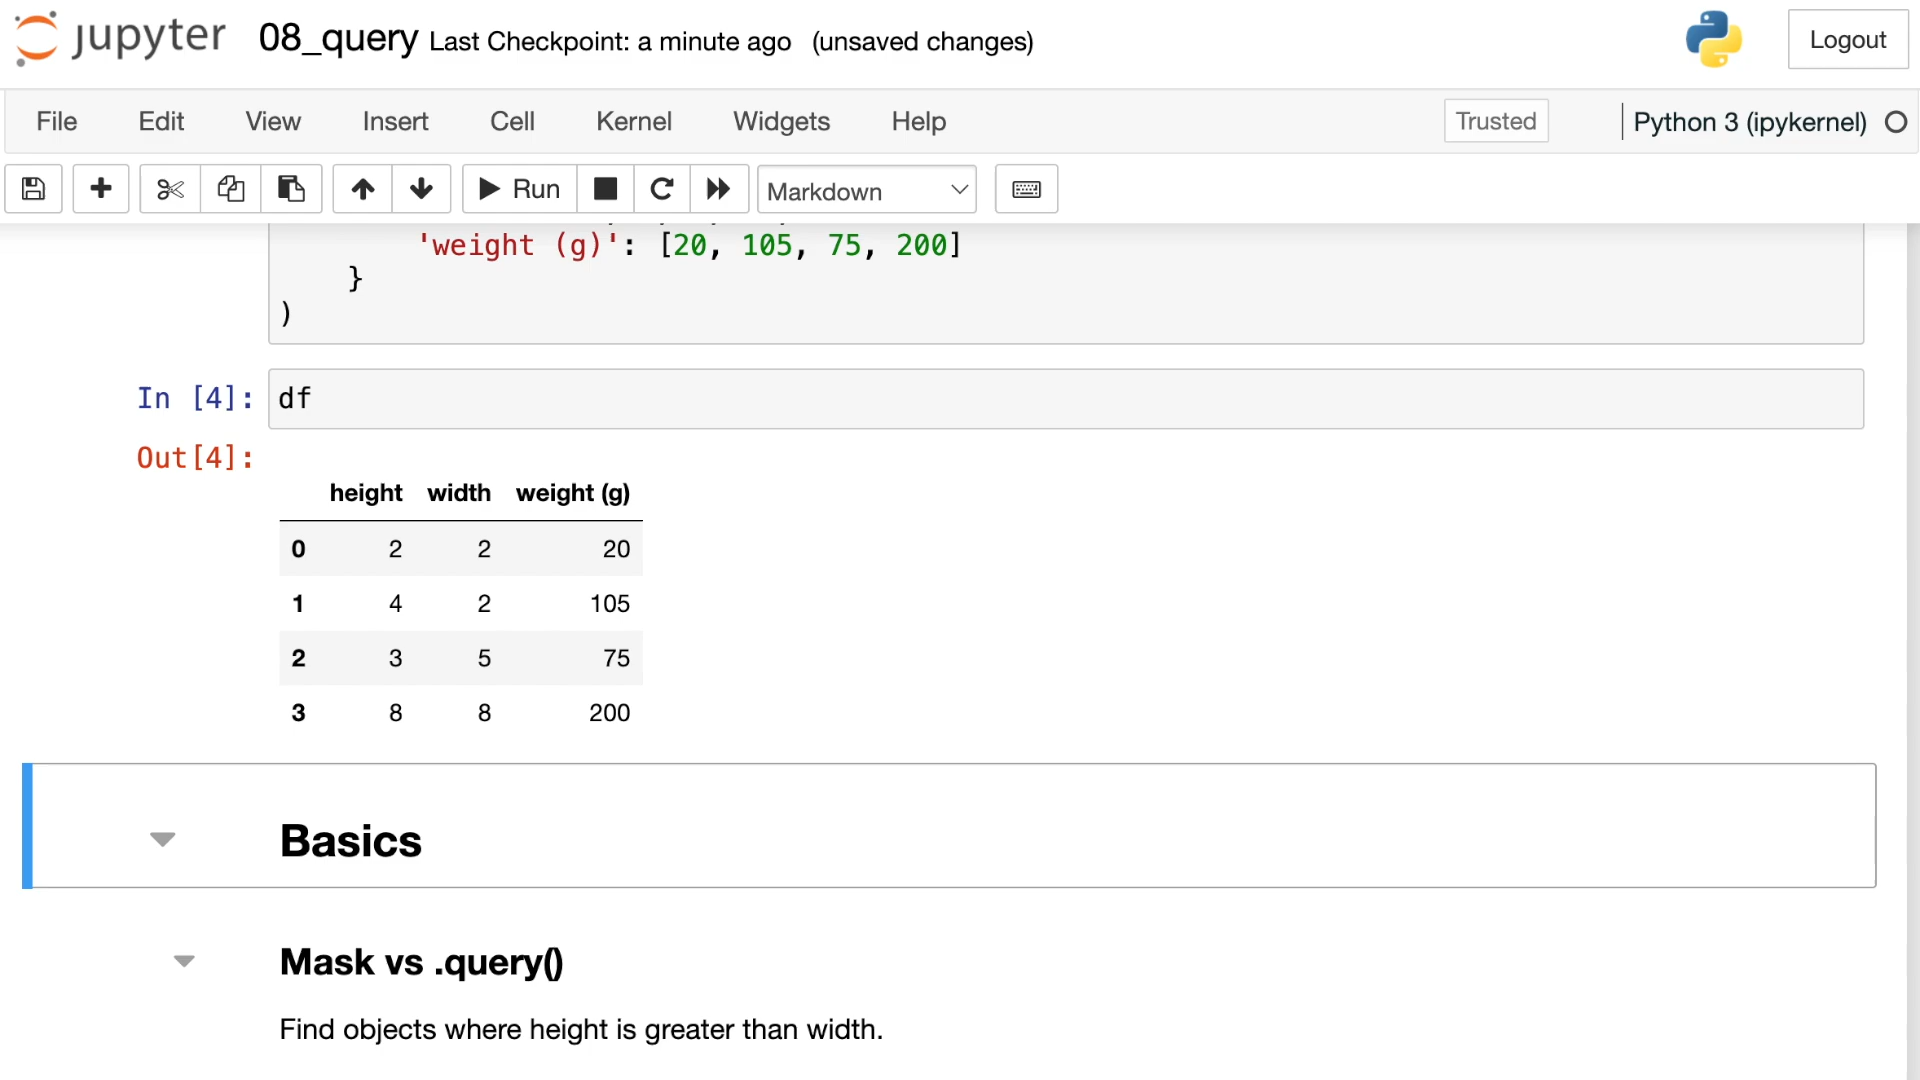 jupyter 08_query Last Checkpoint: a minute ago (unsaved changes) Logout
File Edit View Insert Cell Kernel Widgets Help Trusted Python 3 (ipykernel)
Run Markdown
'weight (g)': [20, 105, 75, 200]
}
)
In [4]: df
Out[4]:
height width weight (g)
0 2 2 20
1 4 2 105
2 3 5 75
3 8 8 200
Basics
Mask vs .query()
Find objects where height is greater than width.